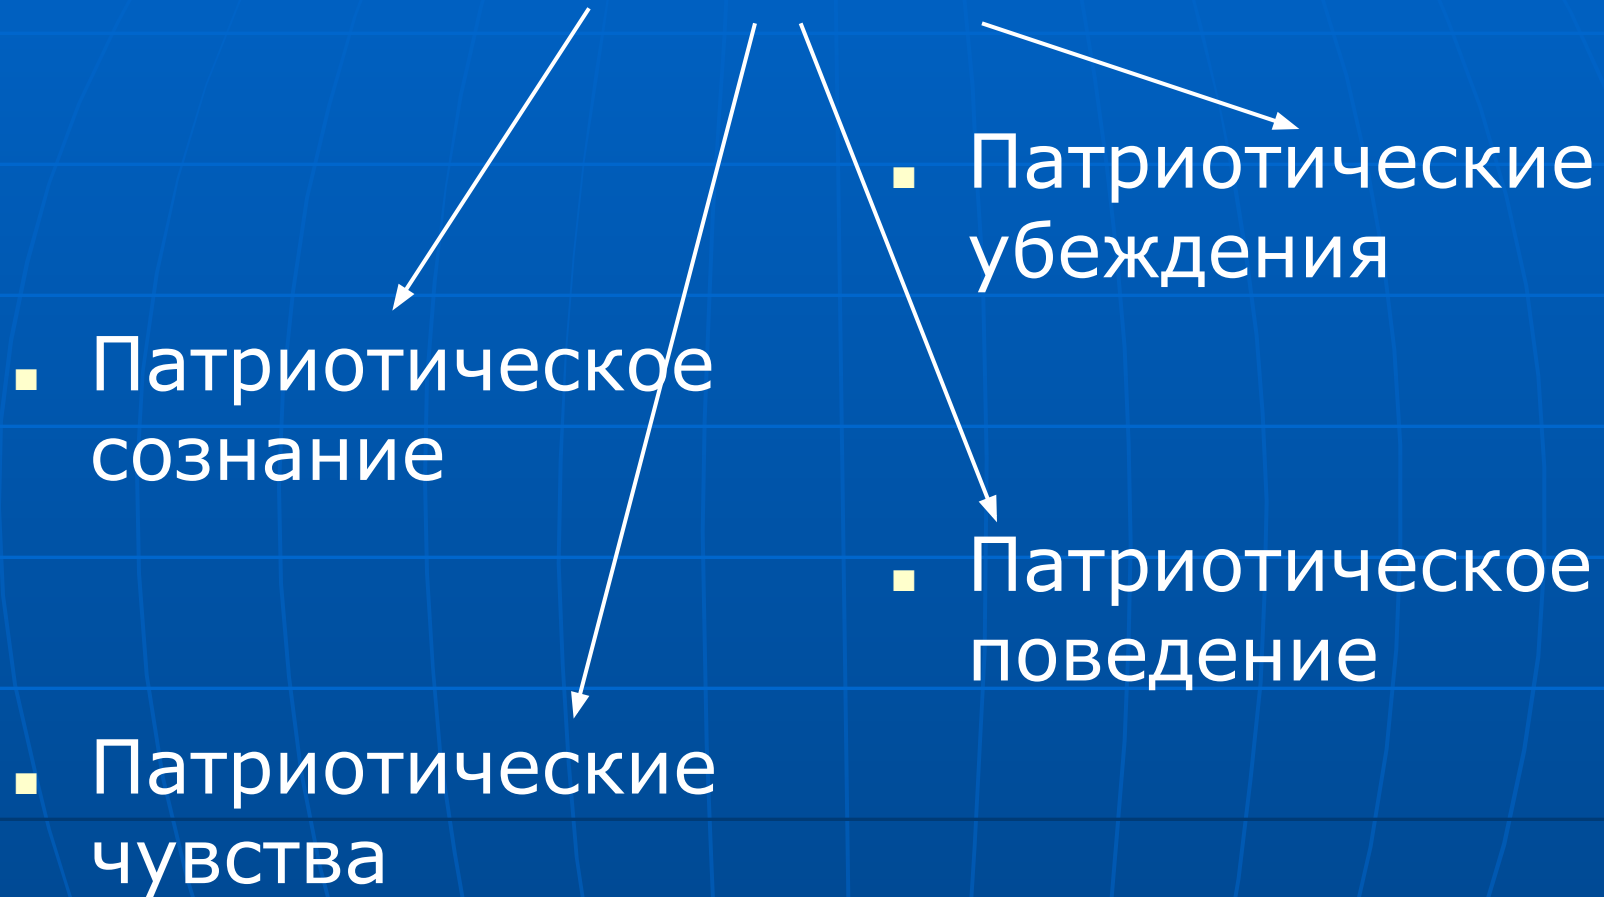 Патриотическое
сознание
Патриотические
чувства
Патриотические
убеждения
Патриотическое
поведение